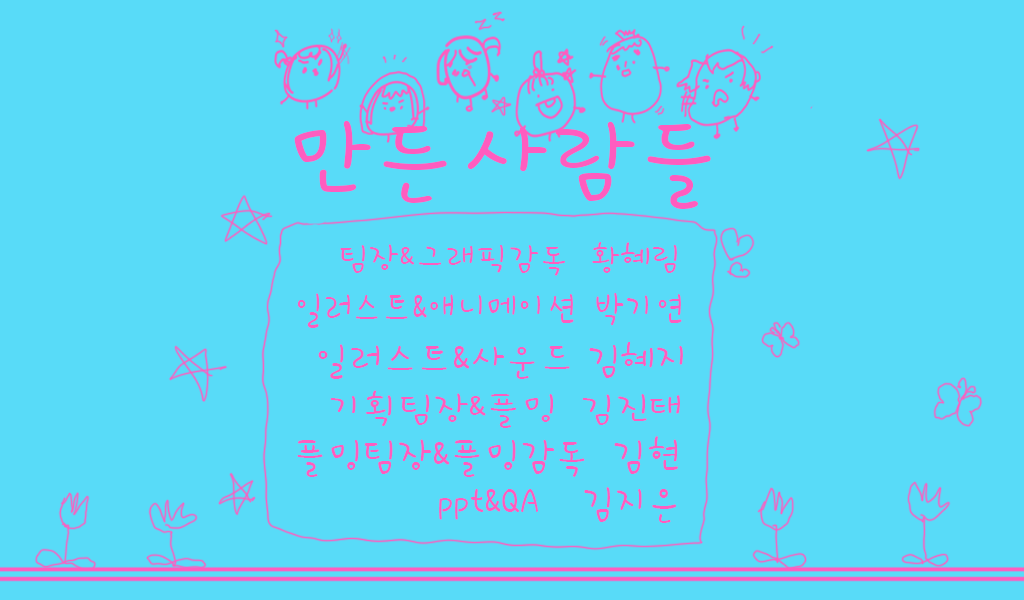 zz
만든사람들
팀장&그래픽감독 황혜림
일러스트&애니메이션 박기연
일러스트&사운드 김혜지
기획팀장&플밍 김진태
플밍팀장&플밍감독 김현
ppt&QA 김지은